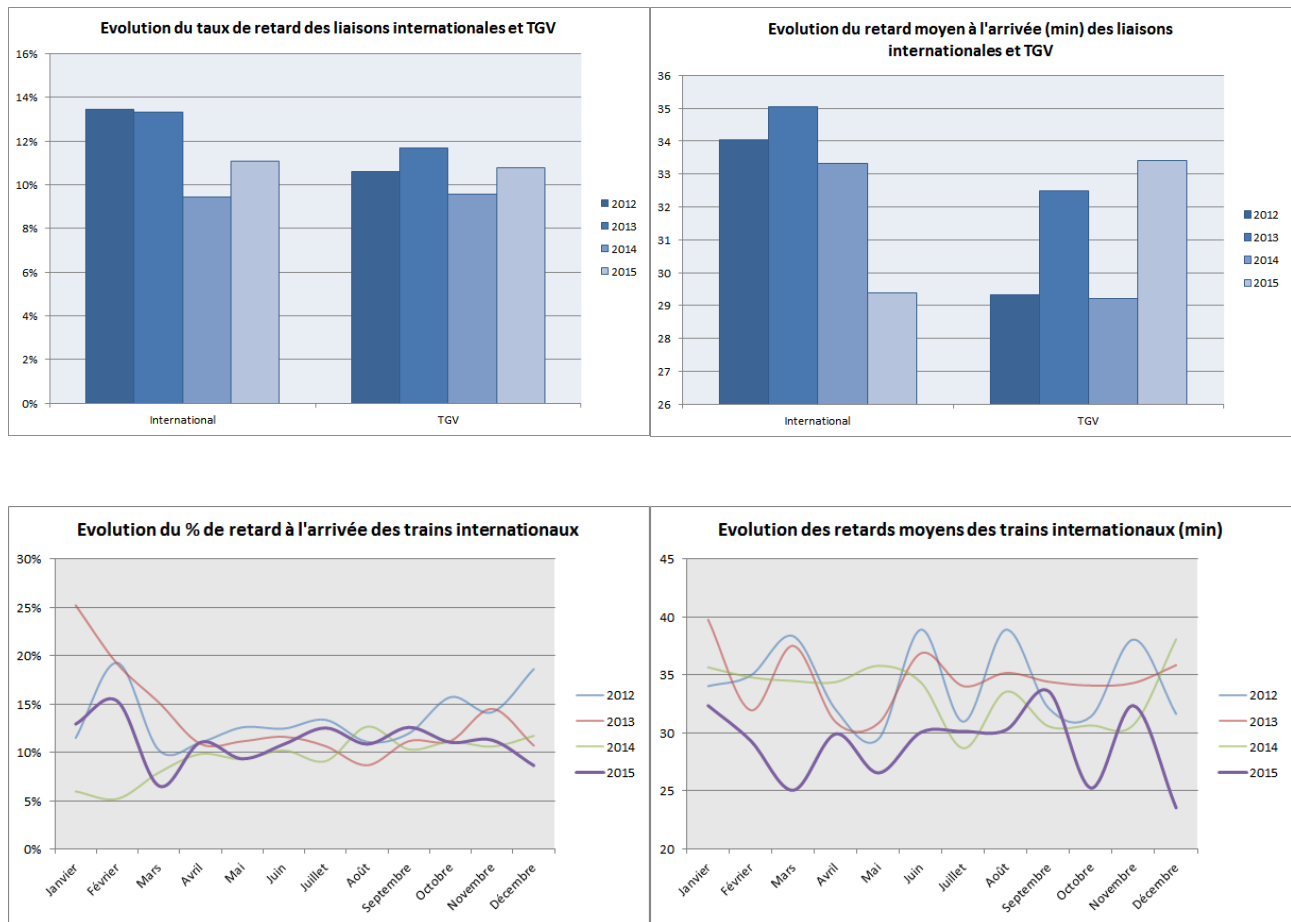 Evolution du taux de retard des liaisons internationales et TGV
16%
14%
12%
10%
8%
6%
4%
2%
0%
International
TGV
2012
2013
2014
2015
Evolution du retard moyen à l'arrivée (min) des liaisons
internationales et TGV
36
35
34
33
32
31
30
29
28
27
26
International
TGV
2012
2013
2014
2015
Evolution du % de retard à l'arrivée des trains internationaux
30%
25%
20%
15%
10%
5%
0%
Janvier
Février
Mars
Avril
Mai
Juin
Juillet
Août
Septembre
Octobre
Novembre
Décembre
2012
2013
2014
2015
Evolution des retards moyens des trains internationaux (min)
45
40
35
30
25
20
Janvier
Février
Mars
Avril
Mai
Juin
Juillet
Août
Septembre
Octobre
Novembre
Décembre
2012
2013
2014
2015